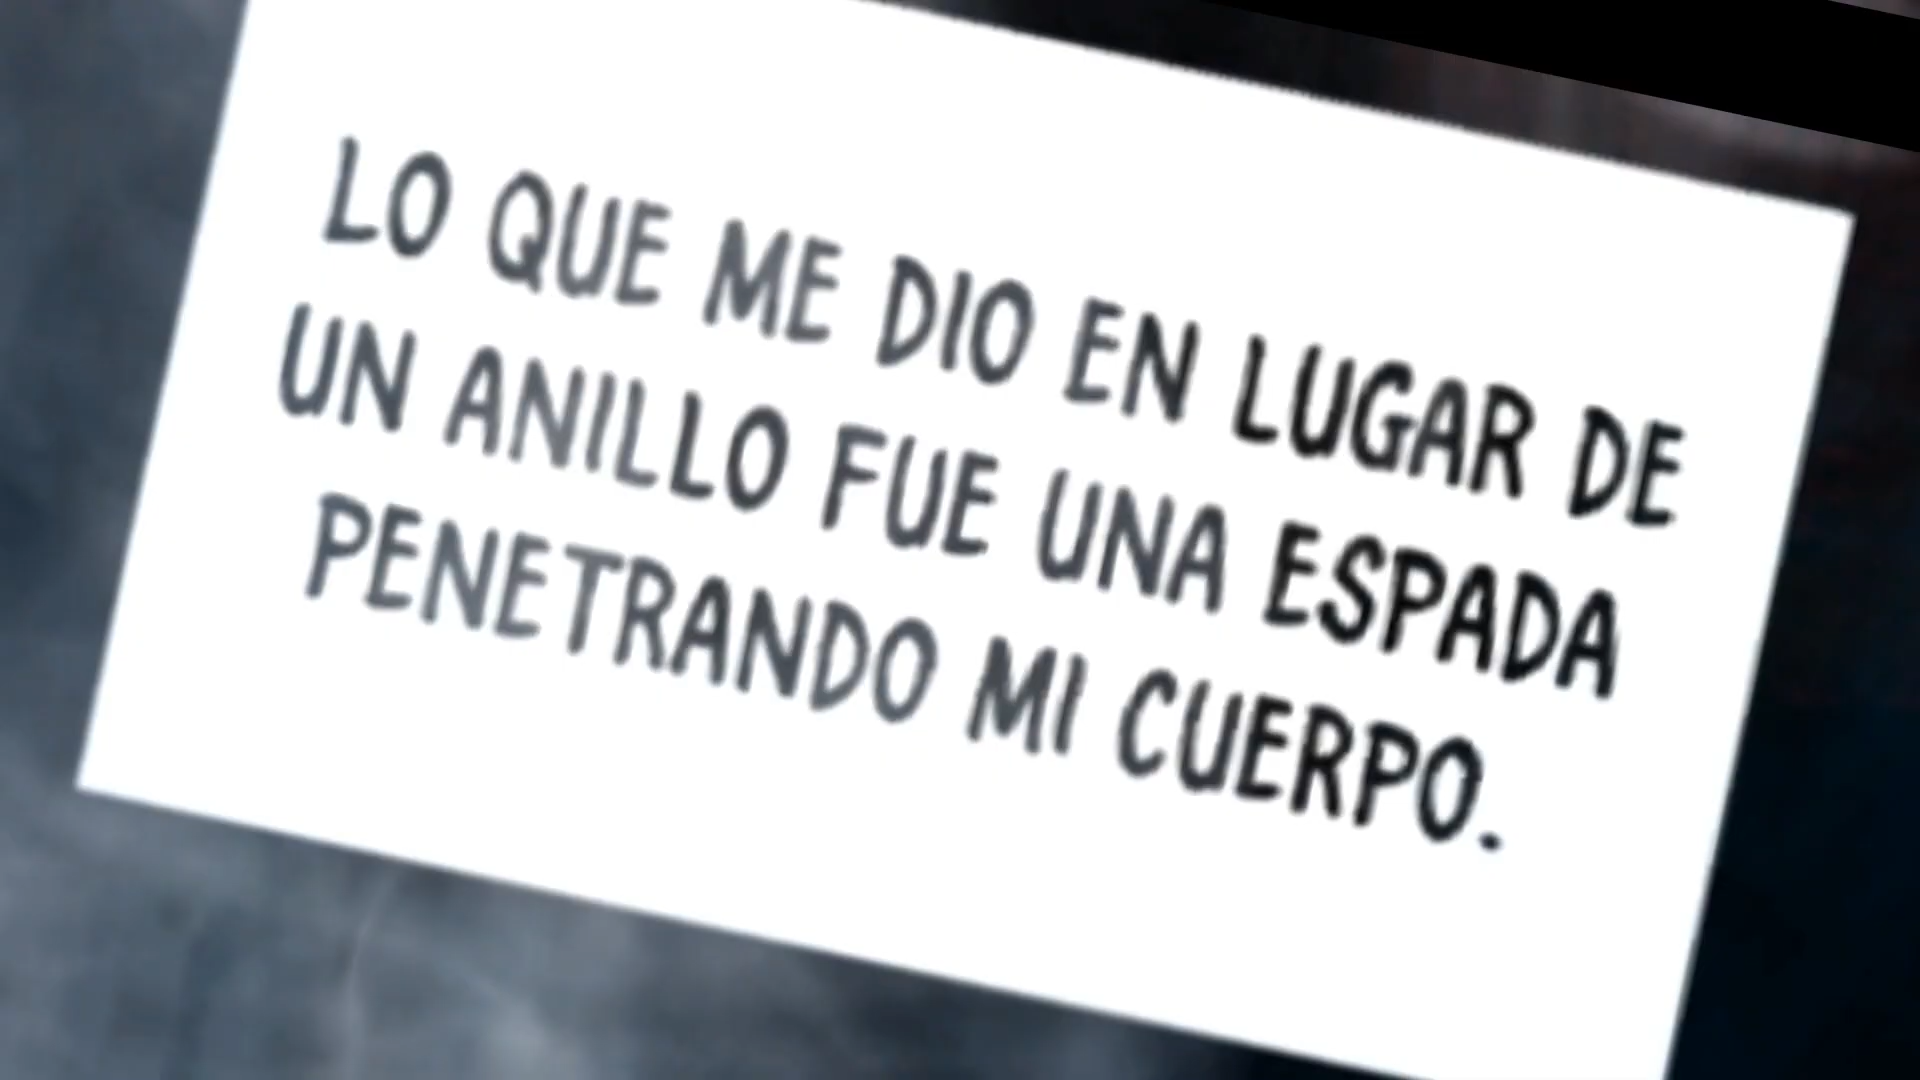 LO QUE ME DIO EN LUGAR DE
UN ANILLO FUE UNA ESPADA
PENETRANDO MI CUERPO.